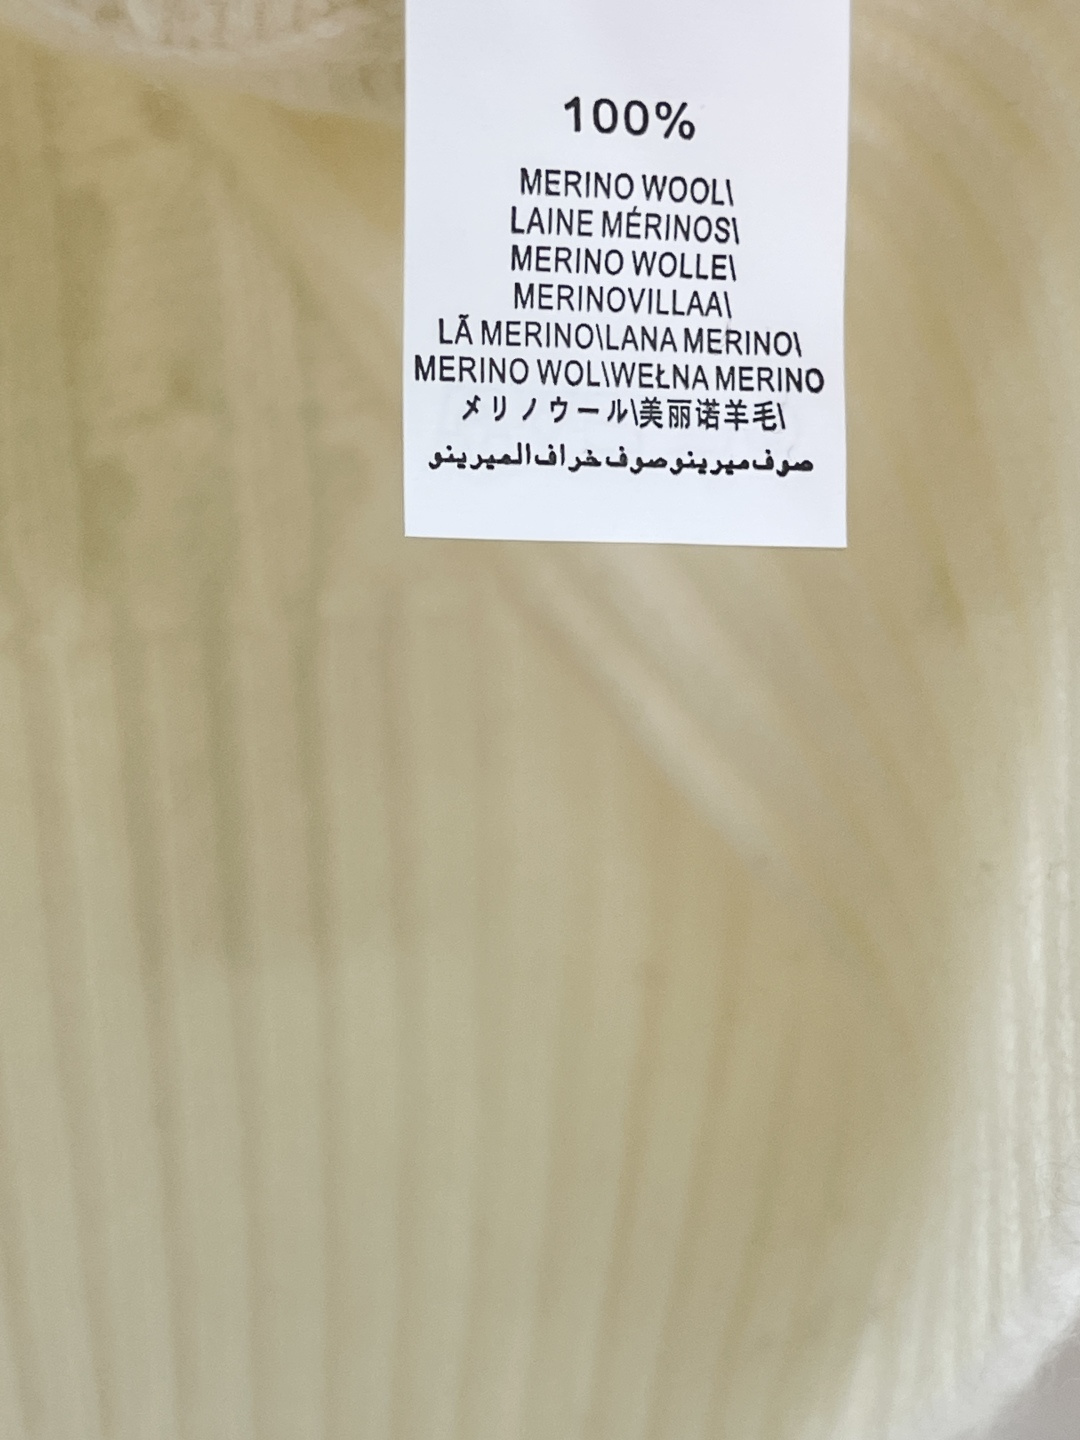 100%
MERINO WOOL\
LAINE MÉRINOS\
MERINO WOLLE\
MERINOVILLAA\
LÃ MERINO\LANA MERINO\
MERINO WOL\WEŁNA MERINO
メリノウール\美丽诺羊毛\
صوف ميرينو صوف خراف الميرينو